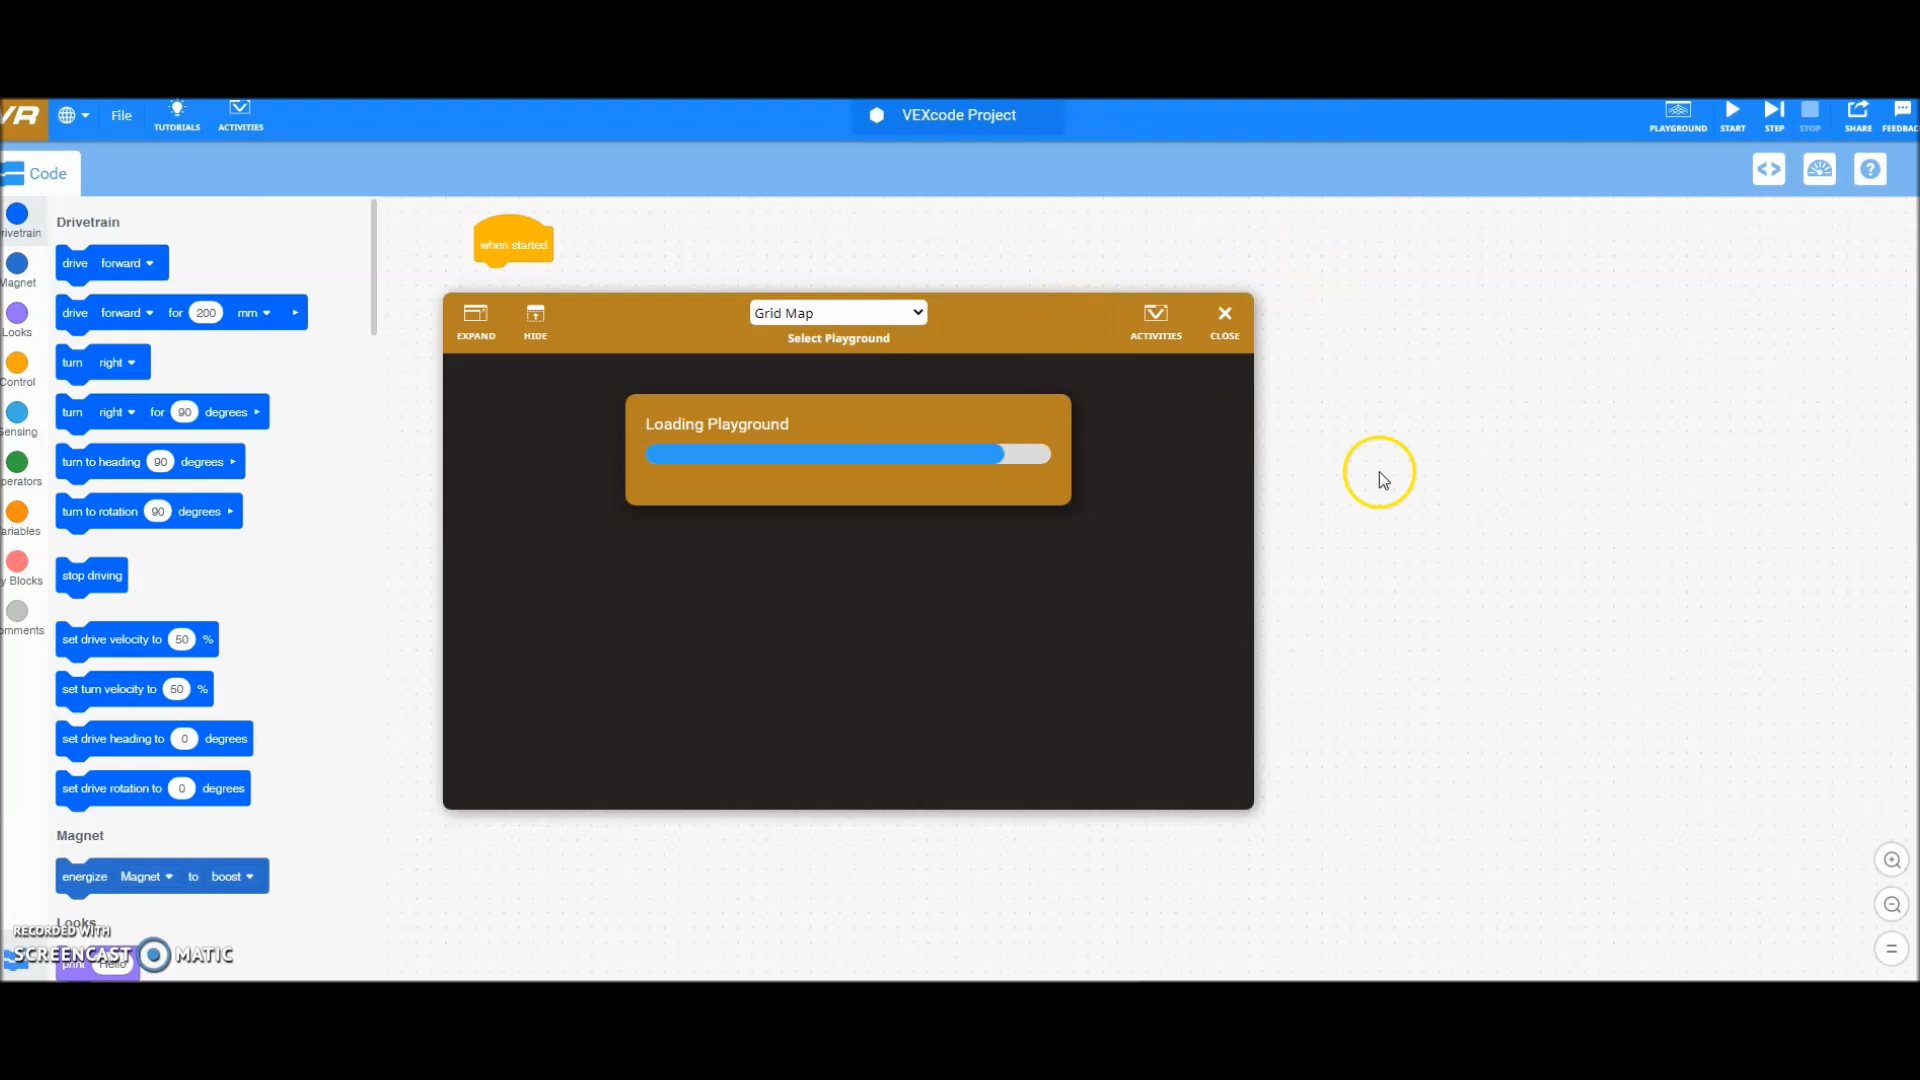 VR
File
TUTORIALS
ACTIVITIES
VEXcode Project
PLAYGROUND
START
STEP
STOP
SHARE
FEEDBAC
Code
rivetrain
Magnet
Looks
Control
Sensing
perators
ariables
y Blocks
omments
Drivetrain
drive forward
drive forward for 200 mm
turn right
turn right for 90 degrees
turn to heading 90 degrees
turn to rotation 90 degrees
stop driving
set drive velocity to 50 %
set turn velocity to 50 %
set drive heading to 0 degrees
set drive rotation to 0 degrees
Magnet
energize Magnet to boost
Looks
print Hello
when started
EXPAND
HIDE
Grid Map
Select Playground
ACTIVITIES
CLOSE
Loading Playground
RECORDED WITH
SCREENCAST MATIC